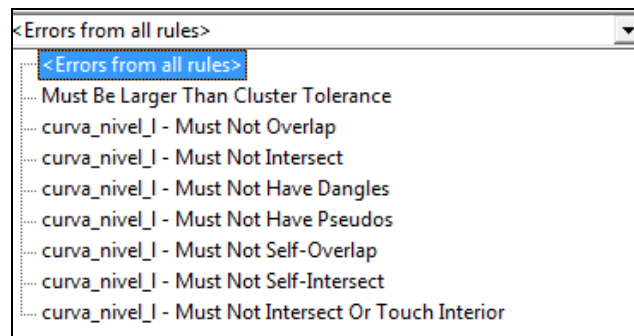 <Errors from all rules>
<Errors from all rules>
Must Be Larger Than Cluster Tolerance
curva_nivel_l - Must Not Overlap
curva_nivel_l - Must Not Intersect
curva_nivel_l - Must Not Have Dangles
curva_nivel_l - Must Not Have Pseudos
curva_nivel_l - Must Not Self-Overlap
curva_nivel_l - Must Not Self-Intersect
curva_nivel_l - Must Not Intersect Or Touch Interior